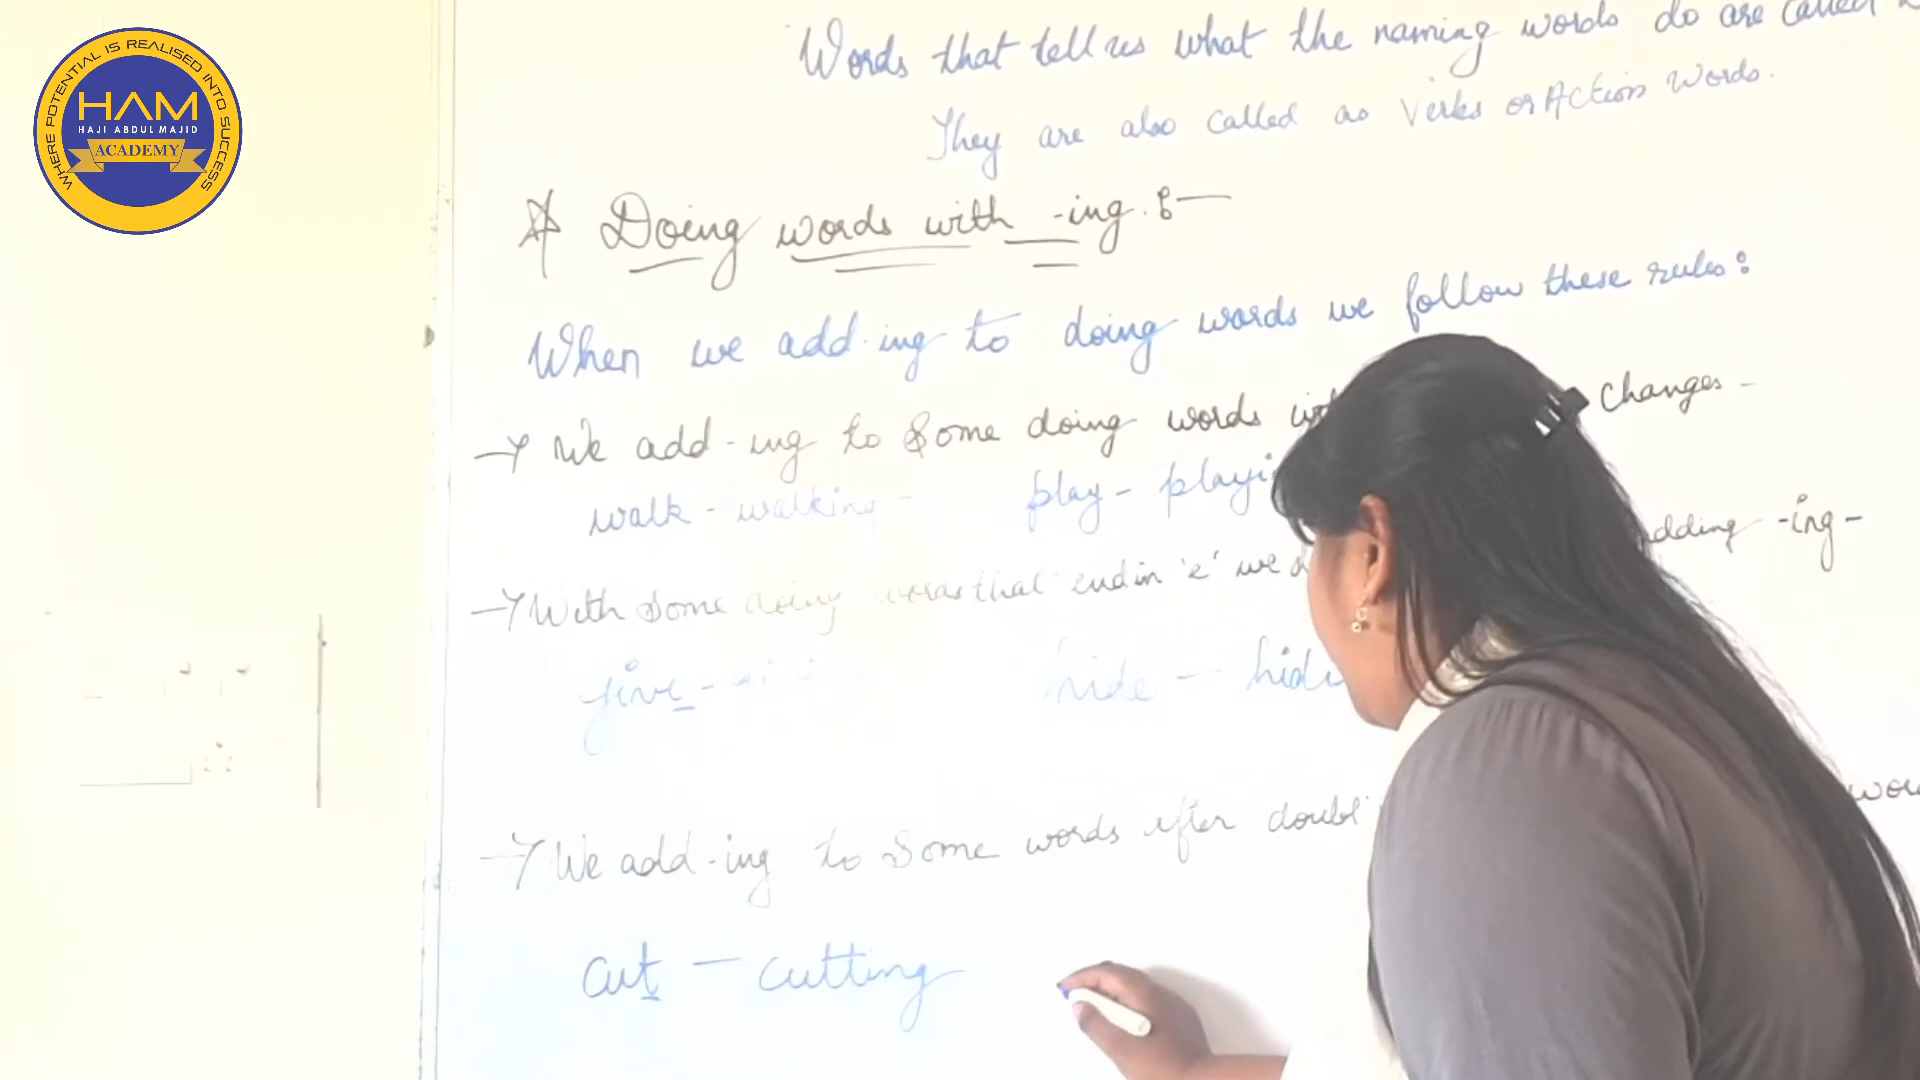 WHERE POTENTIAL IS REALISED INTO SUCCESS
HAM
HAJI ABDUL MAJID
ACADEMY
Words that tell us what the naming words do are called
They are also called as Verbs or Action Words.
Doing words with -ing :-
When we add -ing to doing words we follow these rules:
We add -ing to Some doing words changes -
walk - walking - play - playi
With Some doing words that end in 'e' we adding -ing -
give - hide - hidi
We add -ing to Some words after doubl
cut - cutting